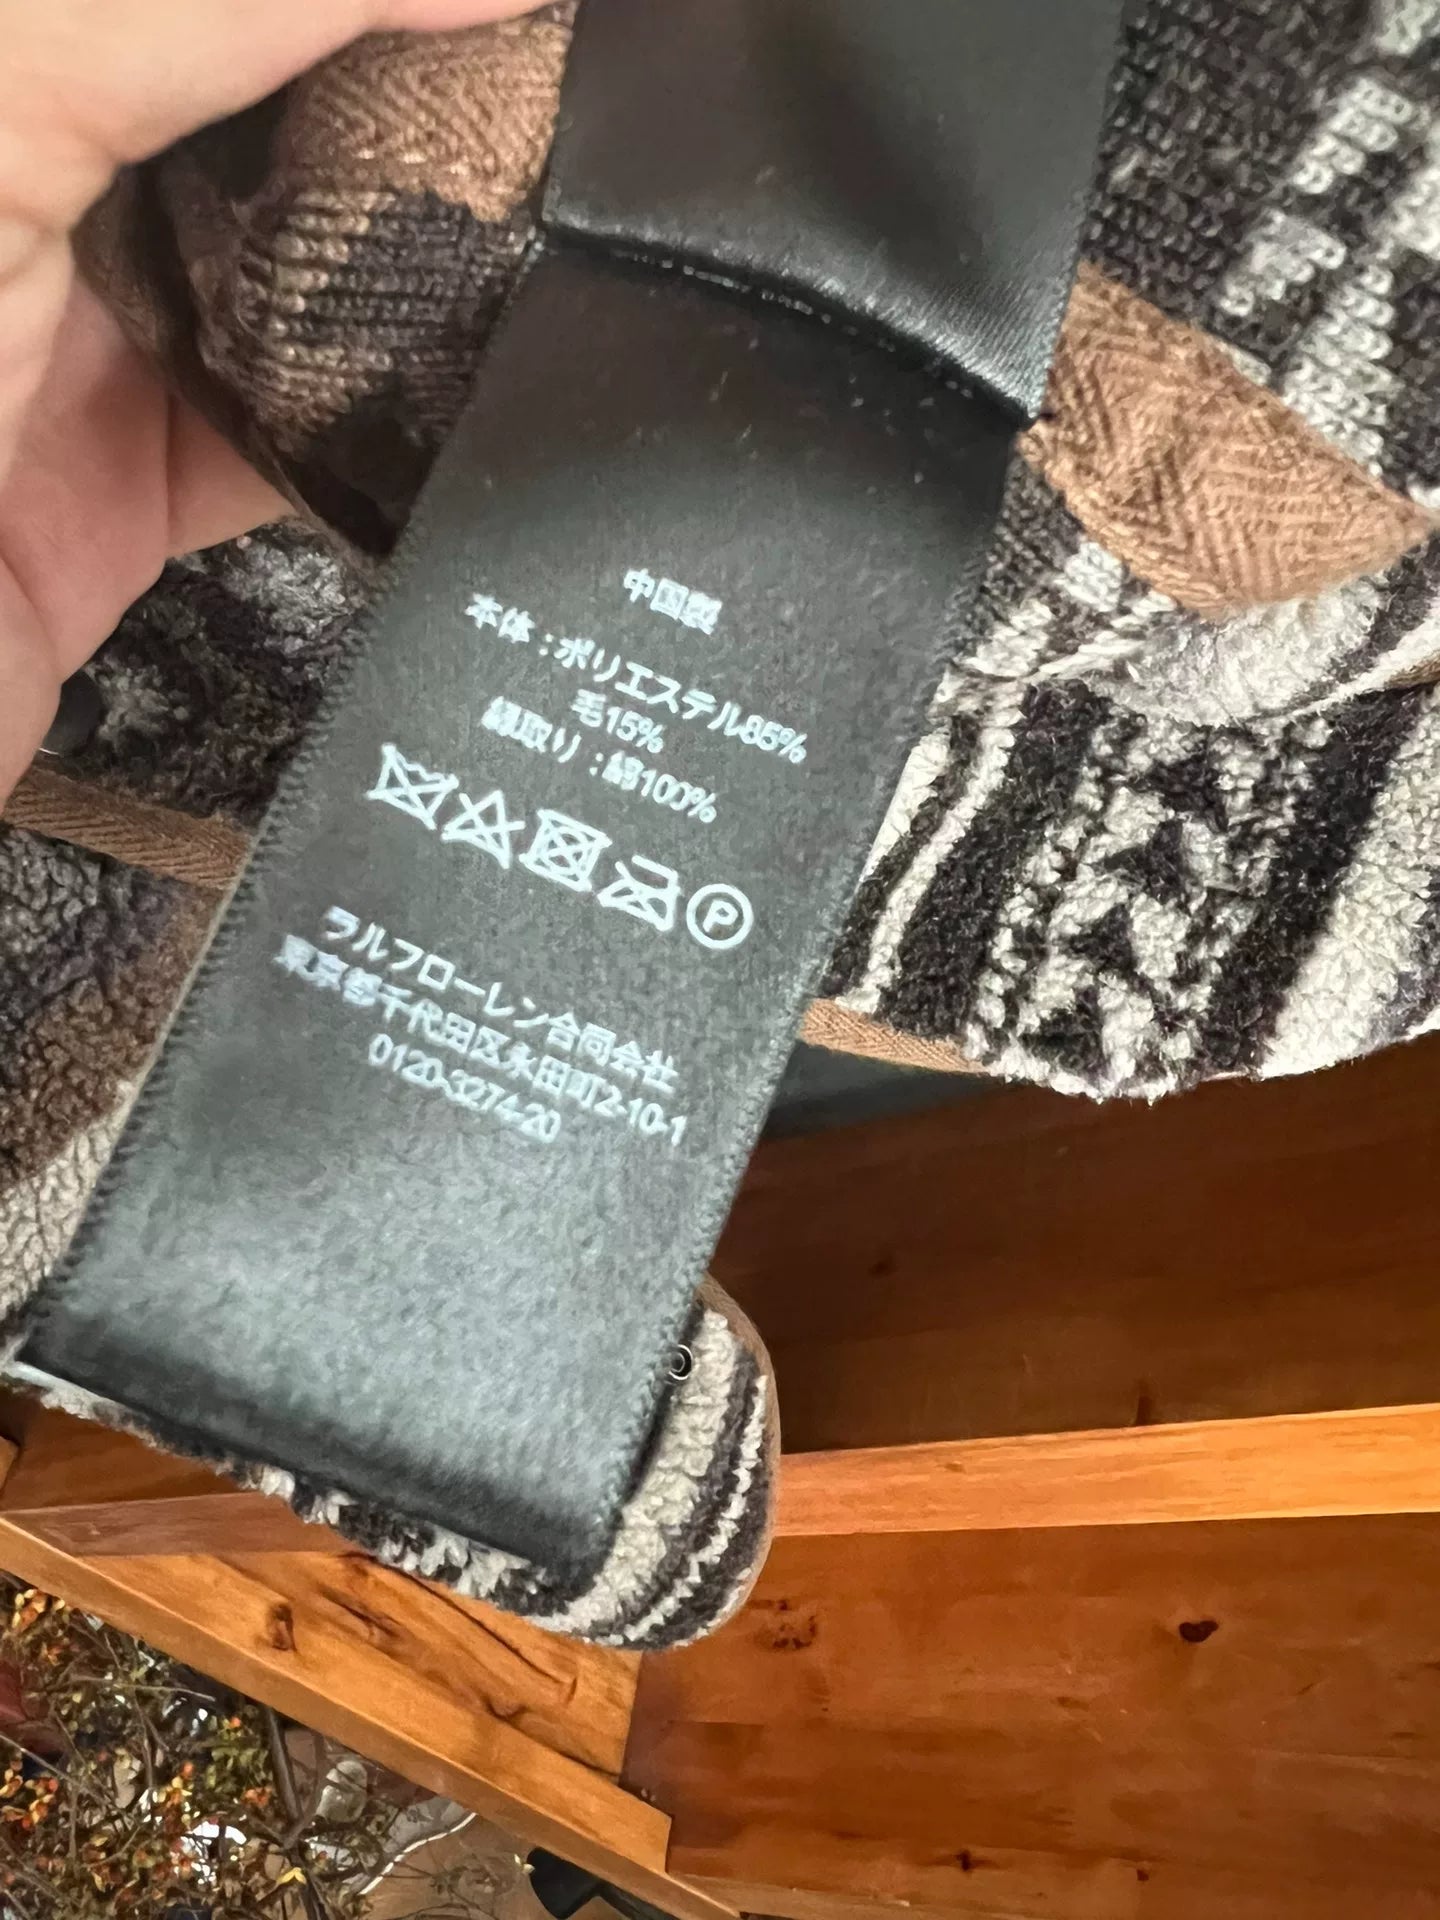 中国製
本体 : ポリエステル85%
毛15%
縁取り : 綿100%
P
ラルフローレン合同会社
東京都千代田区永田町2-10-1
0120-3274-20